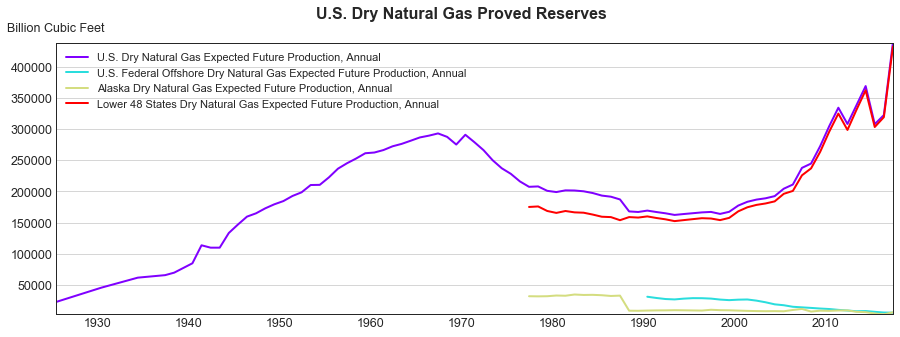 U.S. Dry Natural Gas Proved Reserves
Billion Cubic Feet
U.S. Dry Natural Gas Expected Future Production, Annual
U.S. Federal Offshore Dry Natural Gas Expected Future Production, Annual
Alaska Dry Natural Gas Expected Future Production, Annual
Lower 48 States Dry Natural Gas Expected Future Production, Annual
400000
350000
300000
250000
200000
150000
100000
50000
1930 1940 1950 1960 1970 1980 1990 2000 2010